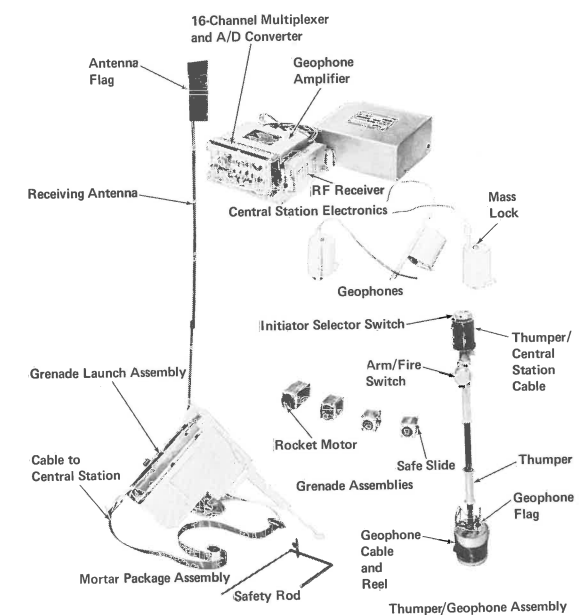 16-Channel Multiplexer
and A/D Converter
Antenna
Flag
Geophone
Amplifier
Receiving Antenna
RF Receiver
Central Station Electronics
Mass
Lock
Geophones
Initiator Selector Switch
Thumper/
Central
Station
Cable
Grenade Launch Assembly
Arm/Fire
Switch
Rocket Motor
Safe Slide
Cable to
Central Station
Grenade Assemblies
Thumper
Geophone
Flag
Geophone
Cable
and
Reel
Mortar Package Assembly
Safety Rod
Thumper/Geophone Assembly